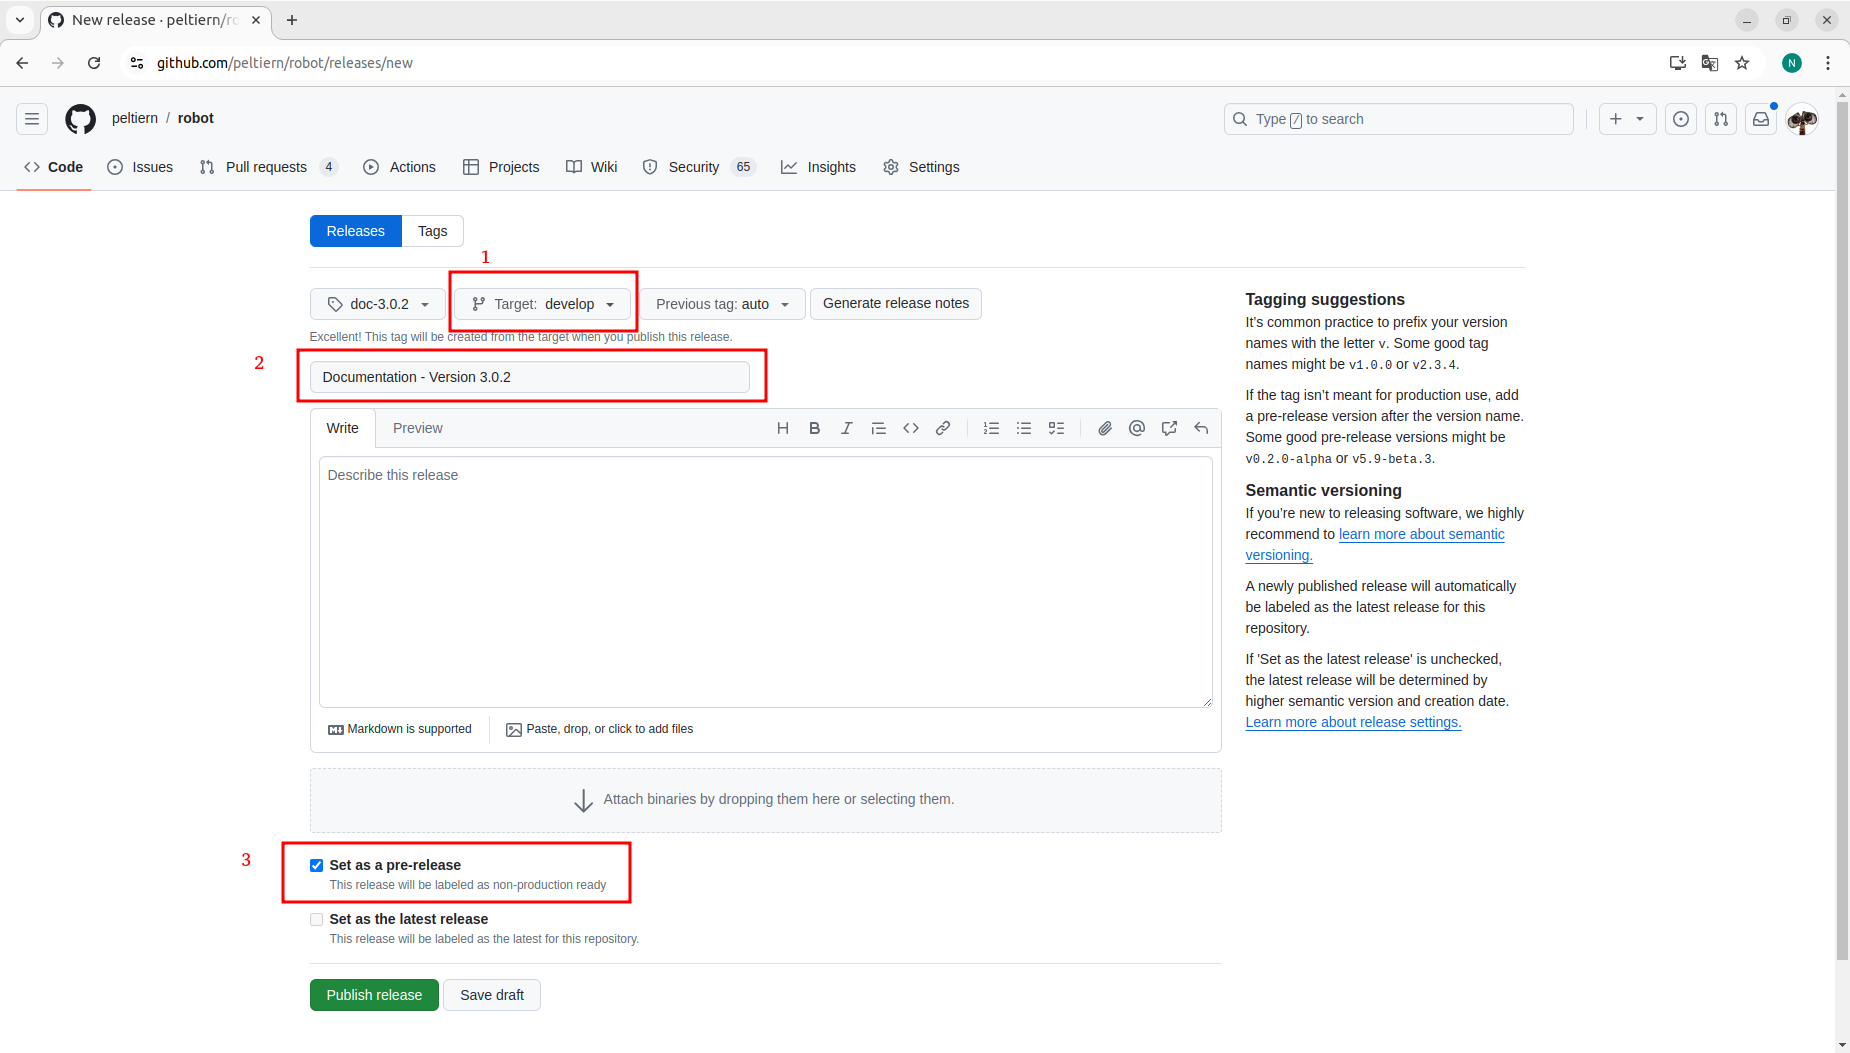 New release · peltiern/ro
github.com/peltiern/robot/releases/new
N
peltiern / robot
Type / to search
Code
Issues
Pull requests 4
Actions
Projects
Wiki
Security 65
Insights
Settings
Releases
Tags
1
doc-3.0.2
Target: develop
Previous tag: auto
Generate release notes
Excellent! This tag will be created from the target when you publish this release.
2
Documentation - Version 3.0.2
Write
Preview
H B I
Describe this release
Markdown is supported
Paste, drop, or click to add files
Attach binaries by dropping them here or selecting them.
3
Set as a pre-release
This release will be labeled as non-production ready
Set as the latest release
This release will be labeled as the latest for this repository.
Publish release
Save draft
Tagging suggestions
It's common practice to prefix your version
names with the letter v. Some good tag
names might be v1.0.0 or v2.3.4.
If the tag isn't meant for production use, add
a pre-release version after the version name.
Some good pre-release versions might be
v0.2.0-alpha or v5.9-beta.3.
Semantic versioning
If you're new to releasing software, we highly
recommend to learn more about semantic
versioning.
A newly published release will automatically
be labeled as the latest release for this
repository.
If 'Set as the latest release' is unchecked,
the latest release will be determined by
higher semantic version and creation date.
Learn more about release settings.